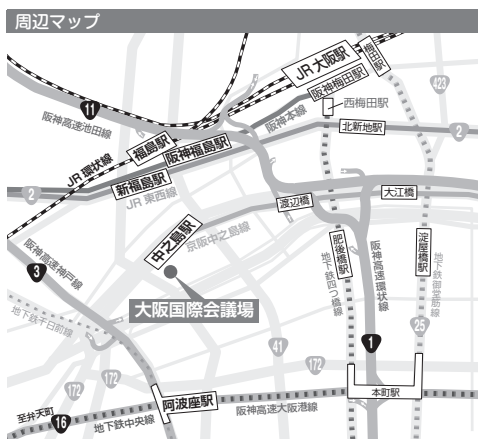 周辺マップ
JR大阪駅
梅田駅
阪神梅田駅
423
11
阪神高速池田線
西梅田駅
阪神本線
北新地駅
2
福島駅
阪神福島駅
JR環状線
新福島駅
2
JR東西線
渡辺橋
大江橋
中之島駅
京阪中之島線
阪神高速神戸線
3
肥後橋駅
地下鉄四つ橋線
阪神高速環状線
淀屋橋駅
地下鉄御堂筋線
大阪国際会議場
地下鉄千日前線
1
25
41
172
172
172
阿波座駅
本町駅
至弁天町
16
地下鉄中央線
阪神高速大阪港線